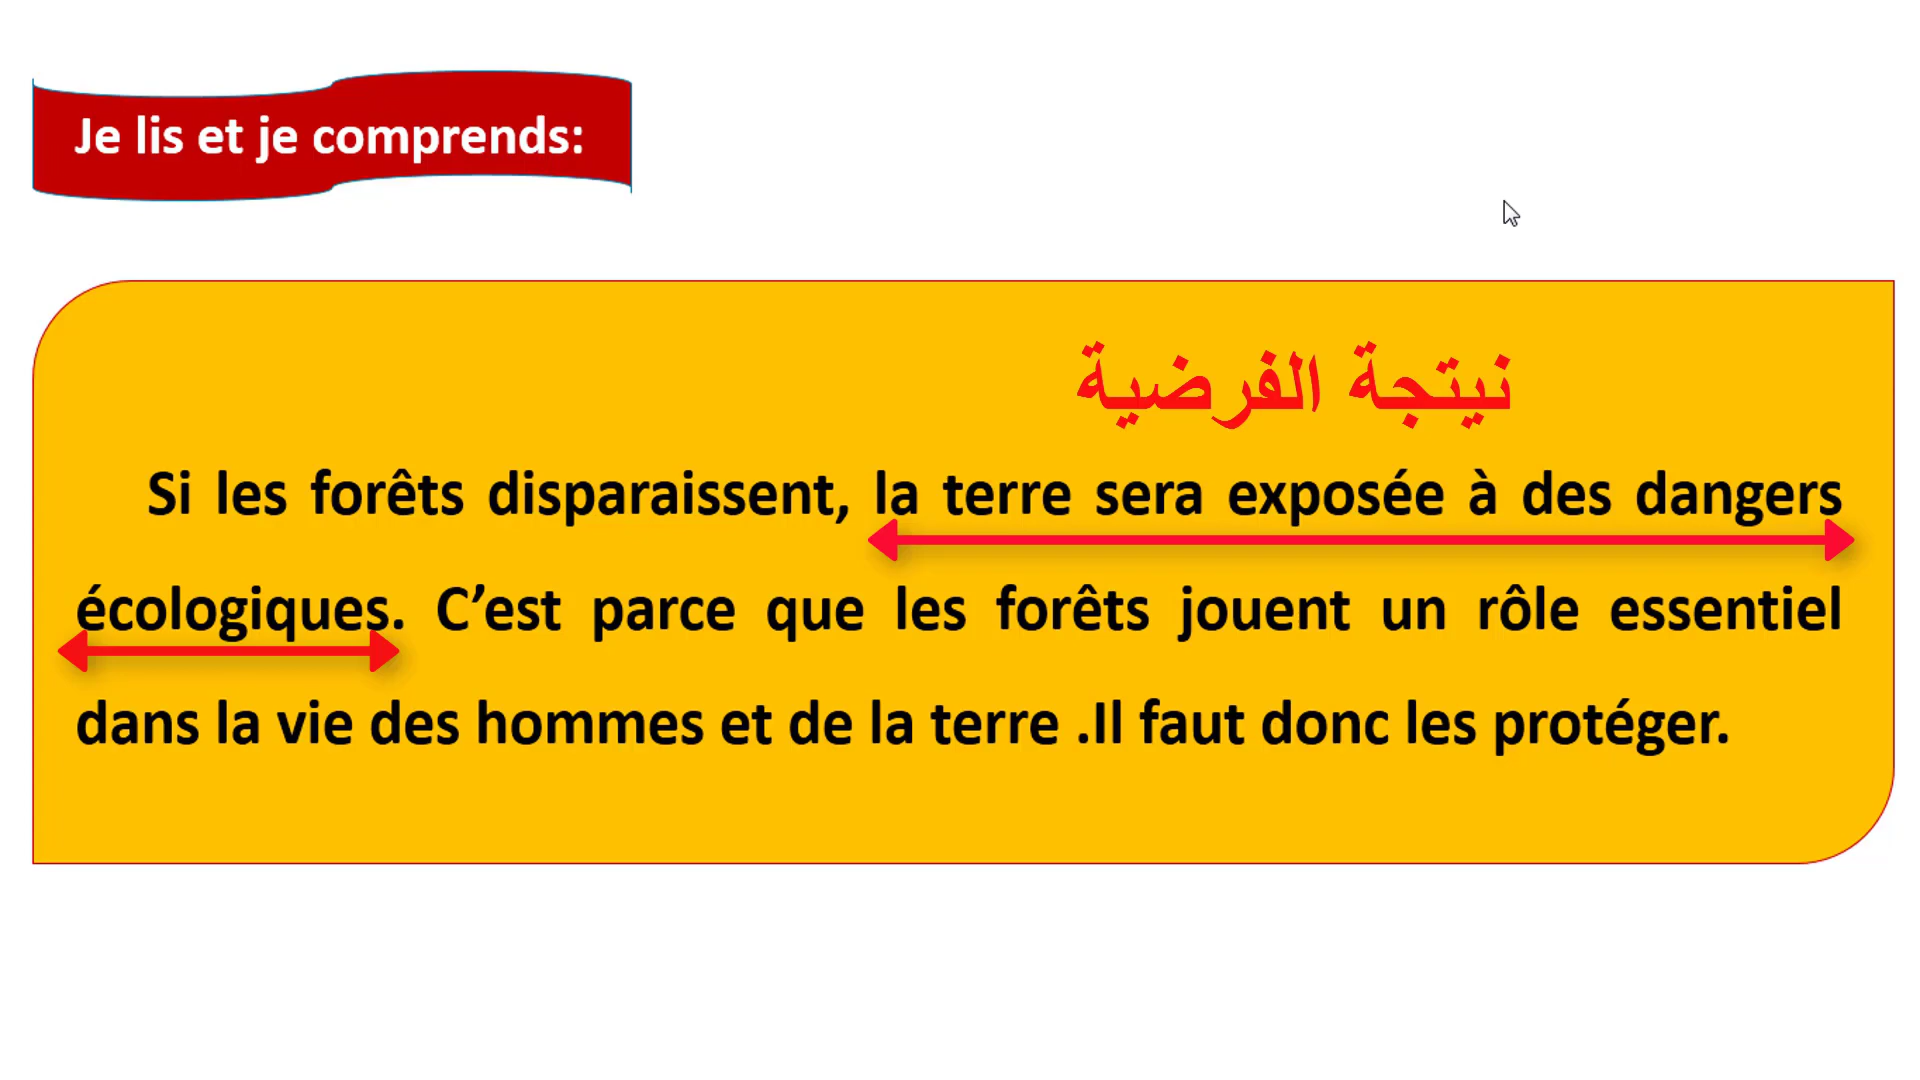 Je lis et je comprends:
نيتجة الفرضية
Si les forêts disparaissent, la terre sera exposée à des dangers
écologiques. C’est parce que les forêts jouent un rôle essentiel
dans la vie des hommes et de la terre .Il faut donc les protéger.